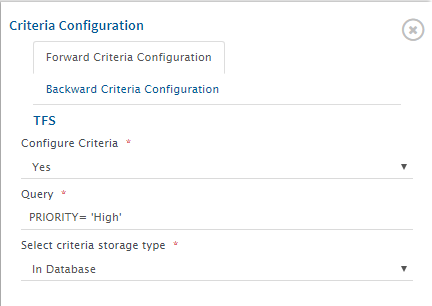 Criteria Configuration
Forward Criteria Configuration
Backward Criteria Configuration
TFS
Configure Criteria *
Yes
Query *
PRIORITY= 'High'
Select criteria storage type *
In Database